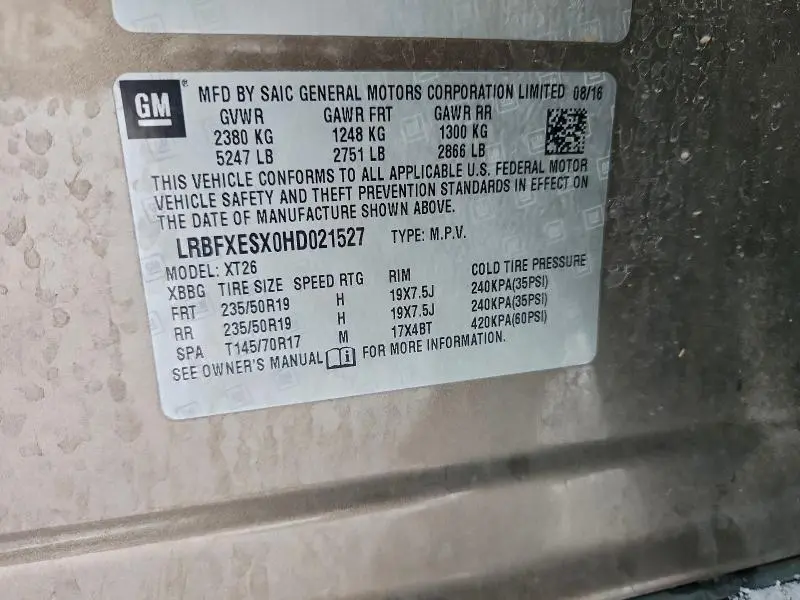 GM ® MFD BY SAIC GENERAL MOTORS CORPORATION LIMITED 08/16
GVWR GAWR FRT GAWR RR
2380 KG 1248 KG 1300 KG
5247 LB 2751 LB 2866 LB
THIS VEHICLE CONFORMS TO ALL APPLICABLE U.S. FEDERAL MOTOR
VEHICLE SAFETY AND THEFT PREVENTION STANDARDS IN EFFECT ON
THE DATE OF MANUFACTURE SHOWN ABOVE.
LRBFXESX0HD021527 TYPE: M.P.V.
MODEL: XT26
XBBG TIRE SIZE SPEED RTG RIM COLD TIRE PRESSURE
FRT 235/50R19 H 19X7.5J 240KPA(35PSI)
RR 235/50R19 H 19X7.5J 240KPA(35PSI)
SPA T145/70R17 M 17X4BT 420KPA(60PSI)
SEE OWNER'S MANUAL FOR MORE INFORMATION.